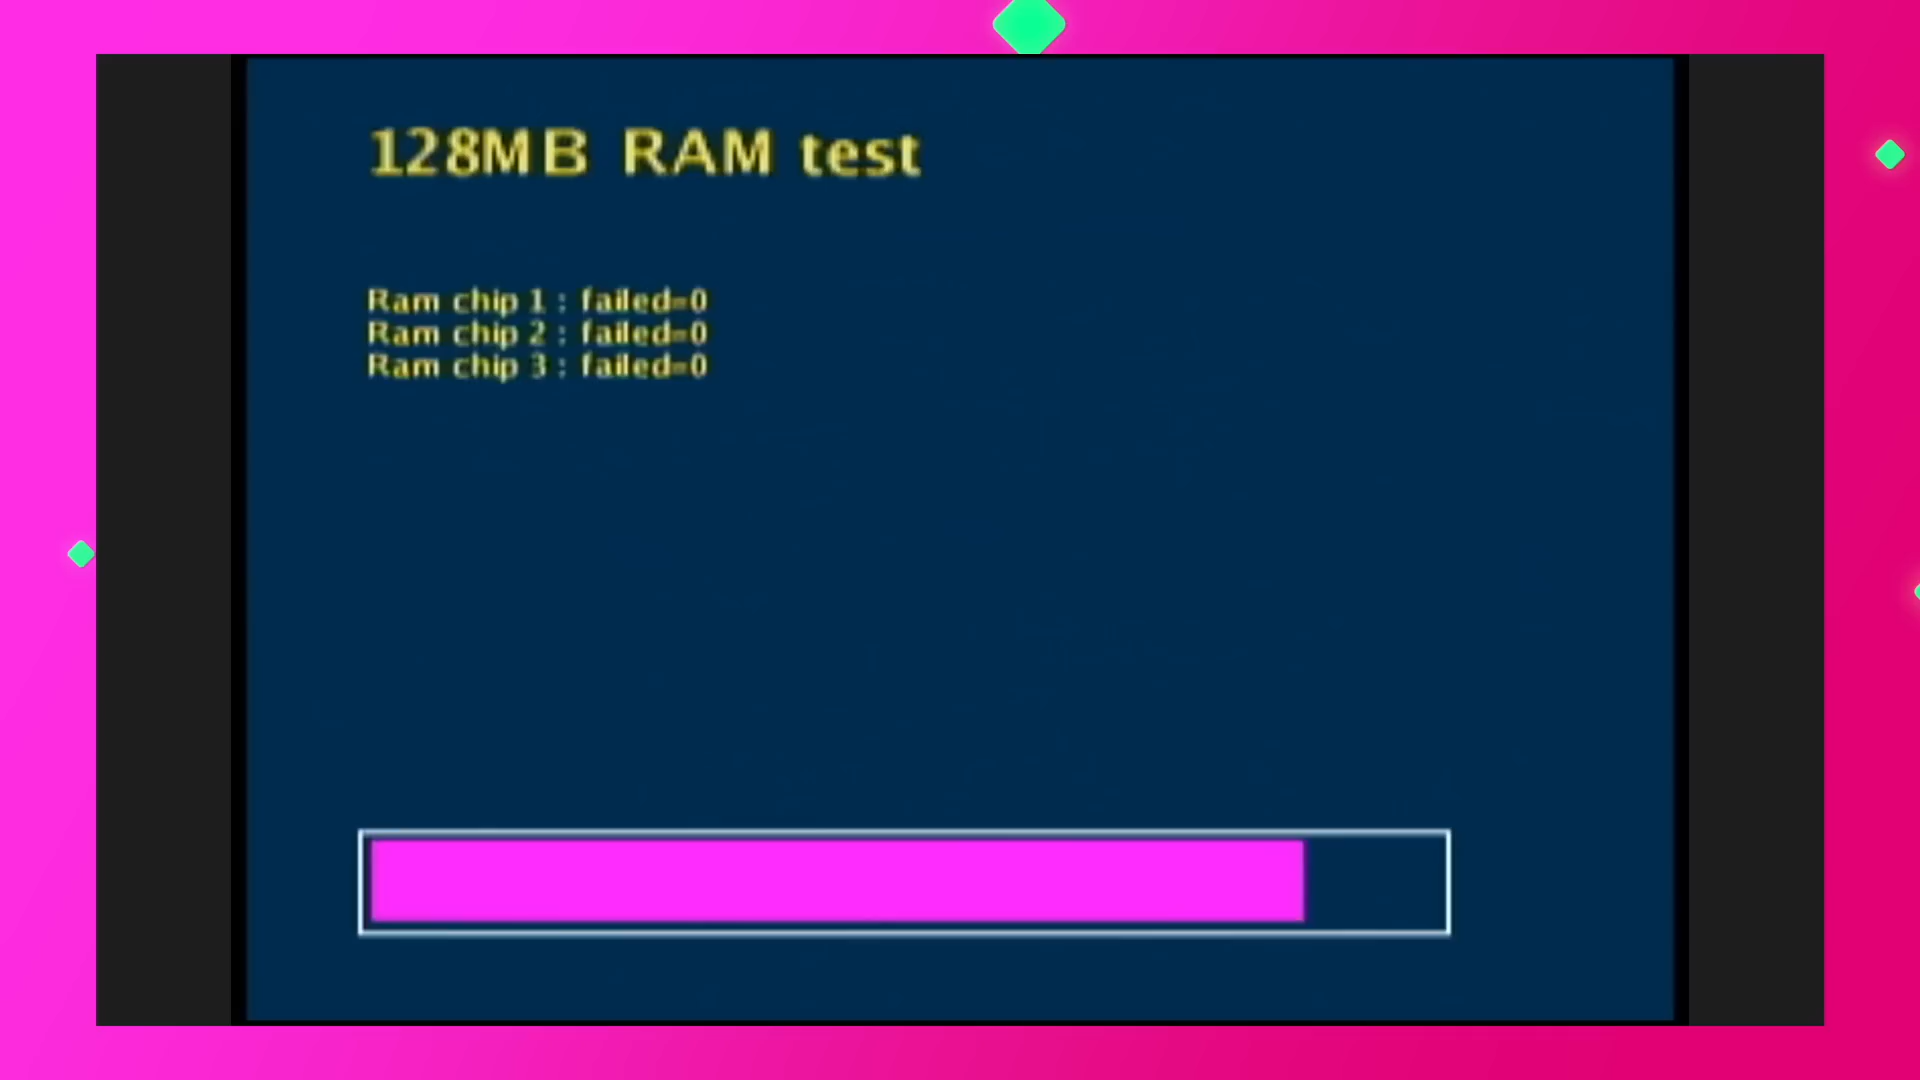 128MB RAM test
Ram chip 1 : failed=0
Ram chip 2 : failed=0
Ram chip 3 : failed=0